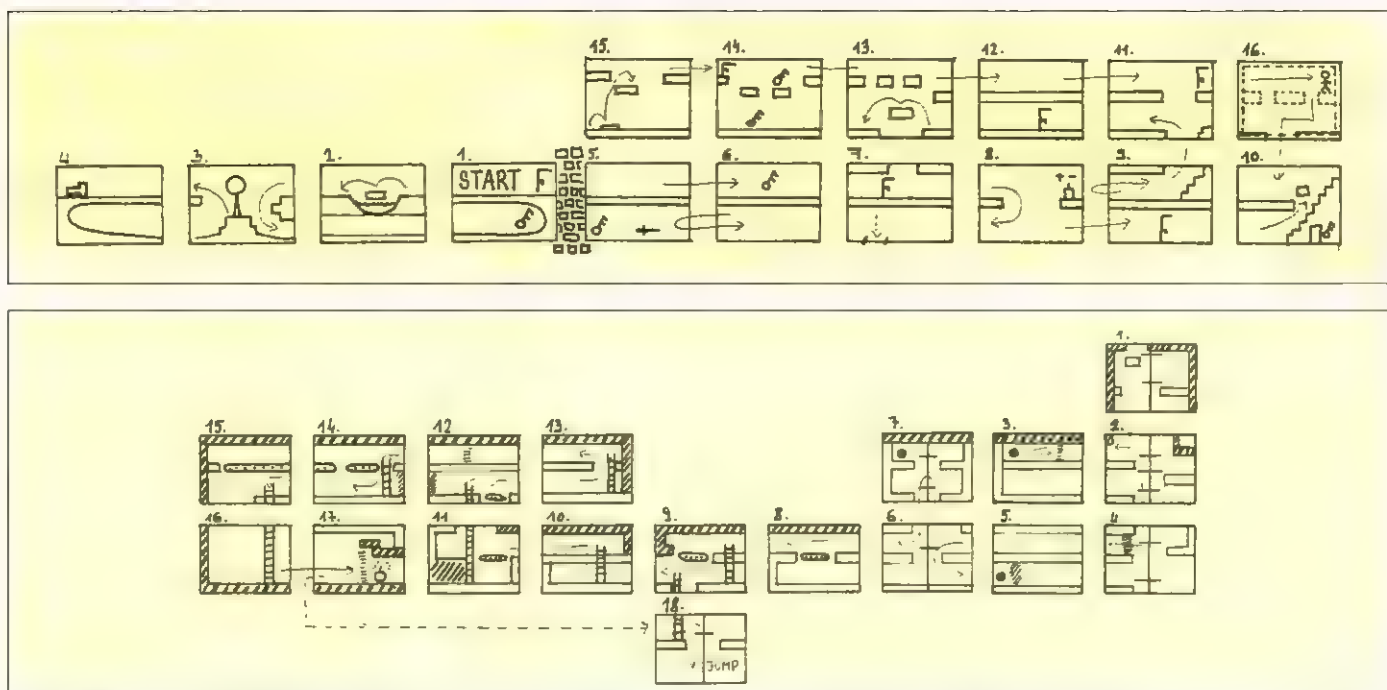 15. 14. 13. 12. 11. 16.
F F
F
4. 3. 2. 1. 5. 6. 7. 8. 9. 10.
START F
F + -
F
1.
15. 14. 12 13. 7. 3. 2.
16. 17. 11 10. 9. 8. 6. 5. 4
18.
JUMP